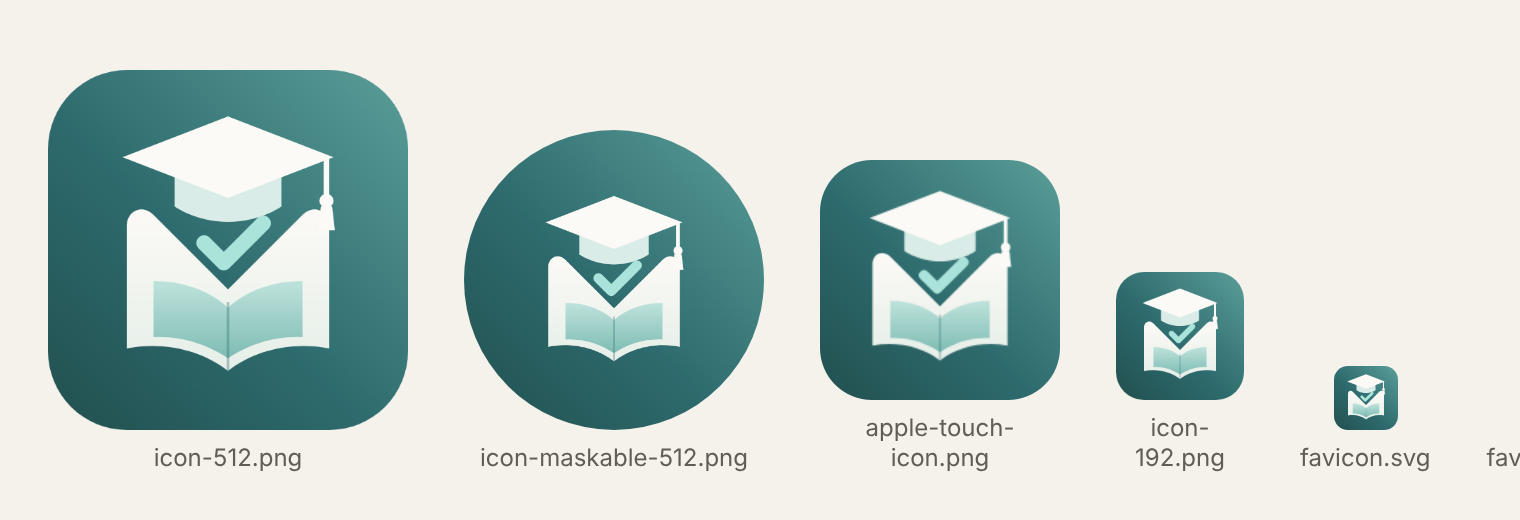 icon-512.png
icon-maskable-512.png
apple-touch-
icon.png
icon-
192.png
favicon.svg
fav